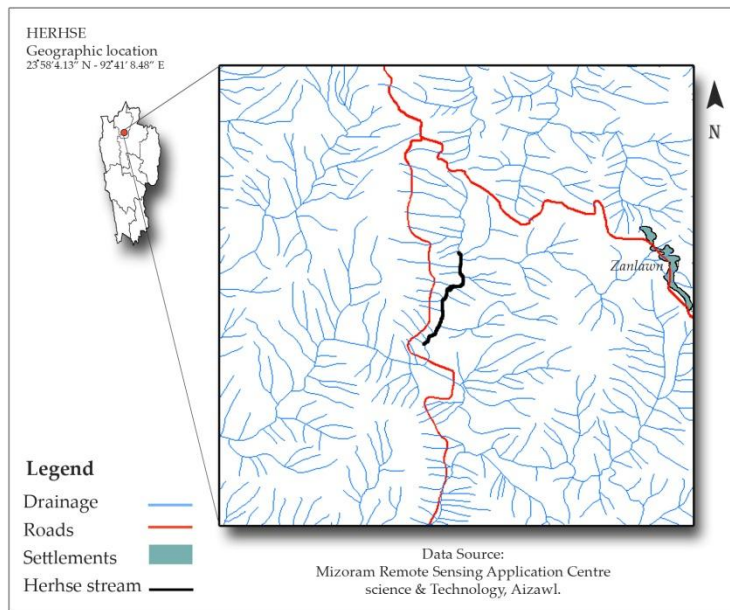 HERHSE
Geographic location
23°58'4.13" N - 92°41' 8.48" E
N
Zanlawn
Legend
Drainage
Roads
Settlements
Herhse stream
Data Source:
Mizoram Remote Sensing Application Centre
science & Technology, Aizawl.